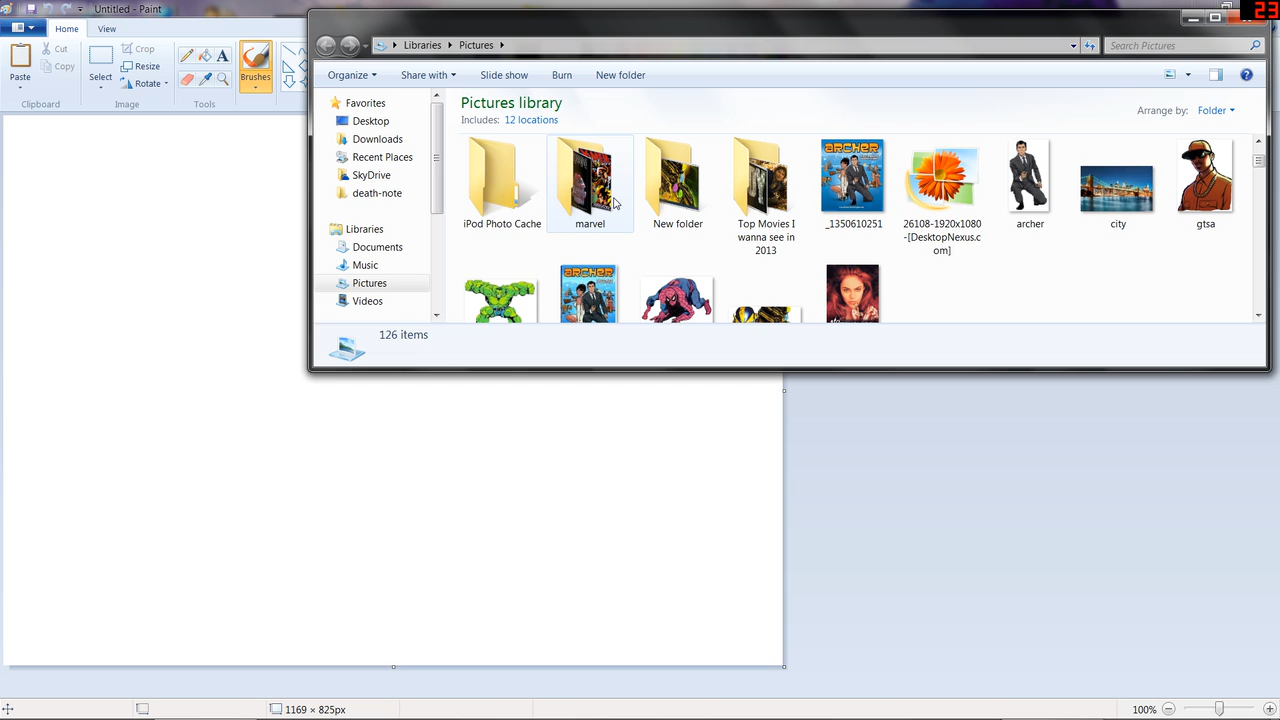 Untitled - Paint
23
Home
View
Paste
Cut
Copy
Clipboard
Select
Crop
Resize
Rotate
Image
Tools
Brushes
Libraries
Pictures
Search Pictures
Organize
Share with
Slide show
Burn
New folder
Favorites
Desktop
Downloads
Recent Places
SkyDrive
death-note
Libraries
Documents
Music
Pictures
Videos
Pictures library
Includes: 12 locations
Arrange by: Folder
ARCHER
iPod Photo Cache
marvel
New folder
Top Movies I
wanna see in
2013
_1350610251
26108-1920x1080
-[DesktopNexus.c
om]
archer
city
gtsa
ARCHER
126 items
1169 × 825px
100%